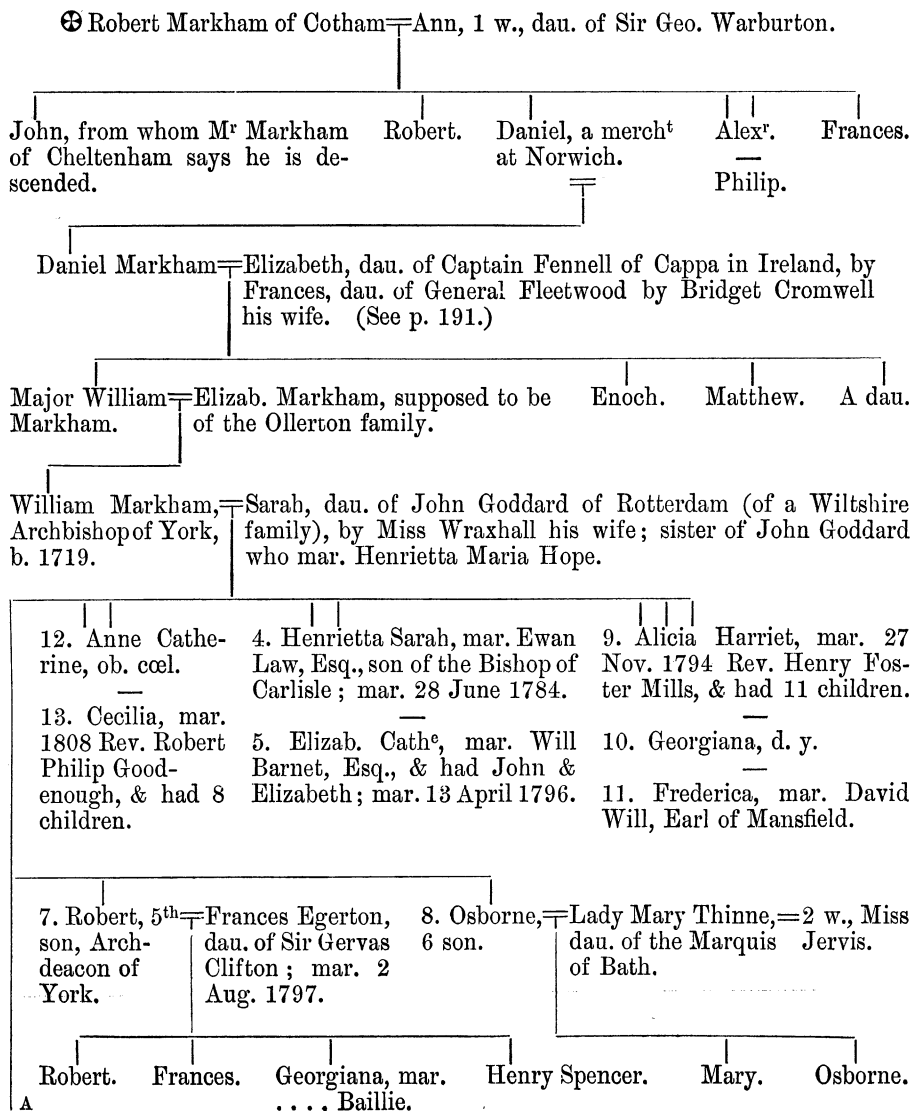 ✠ Robert Markham of Cotham=Ann, 1 w., dau. of Sir Geo. Warburton.
John, from whom Mʳ Markham
of Cheltenham says he is de-
scended.
Robert.
Daniel, a merchᵗ
at Norwich.
Alexʳ.
—
Philip.
Frances.
Daniel Markham=Elizabeth, dau. of Captain Fennell of Cappa in Ireland, by
Frances, dau. of General Fleetwood by Bridget Cromwell
his wife. (See p. 191.)
Major William
Markham.
=Elizab. Markham, supposed to be
of the Ollerton family.
Enoch.
Matthew.
A dau.
William Markham,
Archbishop of York,
b. 1719.
=Sarah, dau. of John Goddard of Rotterdam (of a Wiltshire
family), by Miss Wraxhall his wife; sister of John Goddard
who mar. Henrietta Maria Hope.
12. Anne Cathe-
rine, ob. cœl.
—
13. Cecilia, mar.
1808 Rev. Robert
Philip Good-
enough, & had 8
children.
4. Henrietta Sarah, mar. Ewan
Law, Esq., son of the Bishop of
Carlisle; mar. 28 June 1784.
—
5. Elizab. Cathᵉ, mar. Will
Barnet, Esq., & had John &
Elizabeth; mar. 13 April 1796.
9. Alicia Harriet, mar. 27
Nov. 1794 Rev. Henry Fos-
ter Mills, & had 11 children.
—
10. Georgiana, d. y.
—
11. Frederica, mar. David
Will, Earl of Mansfield.
7. Robert, 5ᵗʰ
son, Arch-
deacon of
York.
=Frances Egerton,
dau. of Sir Gervas
Clifton; mar. 2
Aug. 1797.
8. Osborne,
6 son.
=Lady Mary Thinne,
dau. of the Marquis
of Bath.
=2 w., Miss
Jervis.
Robert.
Frances.
Georgiana, mar.
. . . . Baillie.
Henry Spencer.
Mary.
Osborne.
A